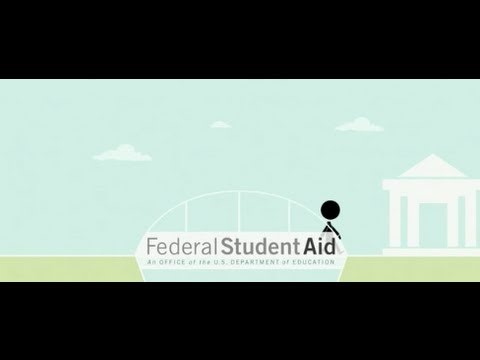 Federal Student Aid
An OFFICE of the U.S. DEPARTMENT of EDUCATION